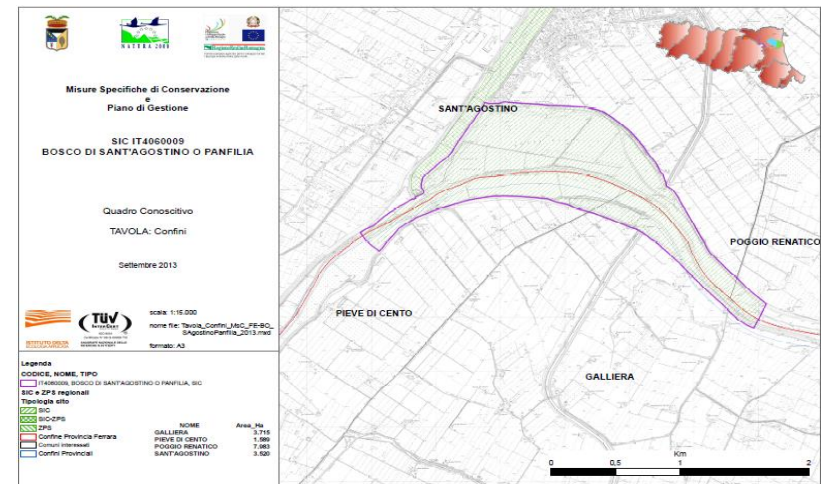 NATURA 2000
Misure Specifiche di Conservazione
e
Piano di Gestione
SIC IT4060009
BOSCO DI SANT'AGOSTINO O PANFILIA
Quadro Conoscitivo
TAVOLA: Confini
Settembre 2013
ISTITUTO DELTA
TÜV
scala: 1:15.000
nome file: Tavola_Confini_MsC_FE-BO_
SAgostinoPanfilia_2013.mxd
formato: A3
Legenda
CODICE, NOME, TIPO
IT4060009, BOSCO DI SANT'AGOSTINO O PANFILIA, SIC
SIC e ZPS regionali
Tipologia sito
SIC
SIC-ZPS
ZPS
Confine Provincia Ferrara
Comuni interessati
Confini Provinciali
NOME Area_Ha
GALLIERA 3.715
PIEVE DI CENTO 1.589
POGGIO RENATICO 7.983
SANT'AGOSTINO 3.520
SANT'AGOSTINO
POGGIO RENATICO
PIEVE DI CENTO
GALLIERA
Km
0 0,5 1 2